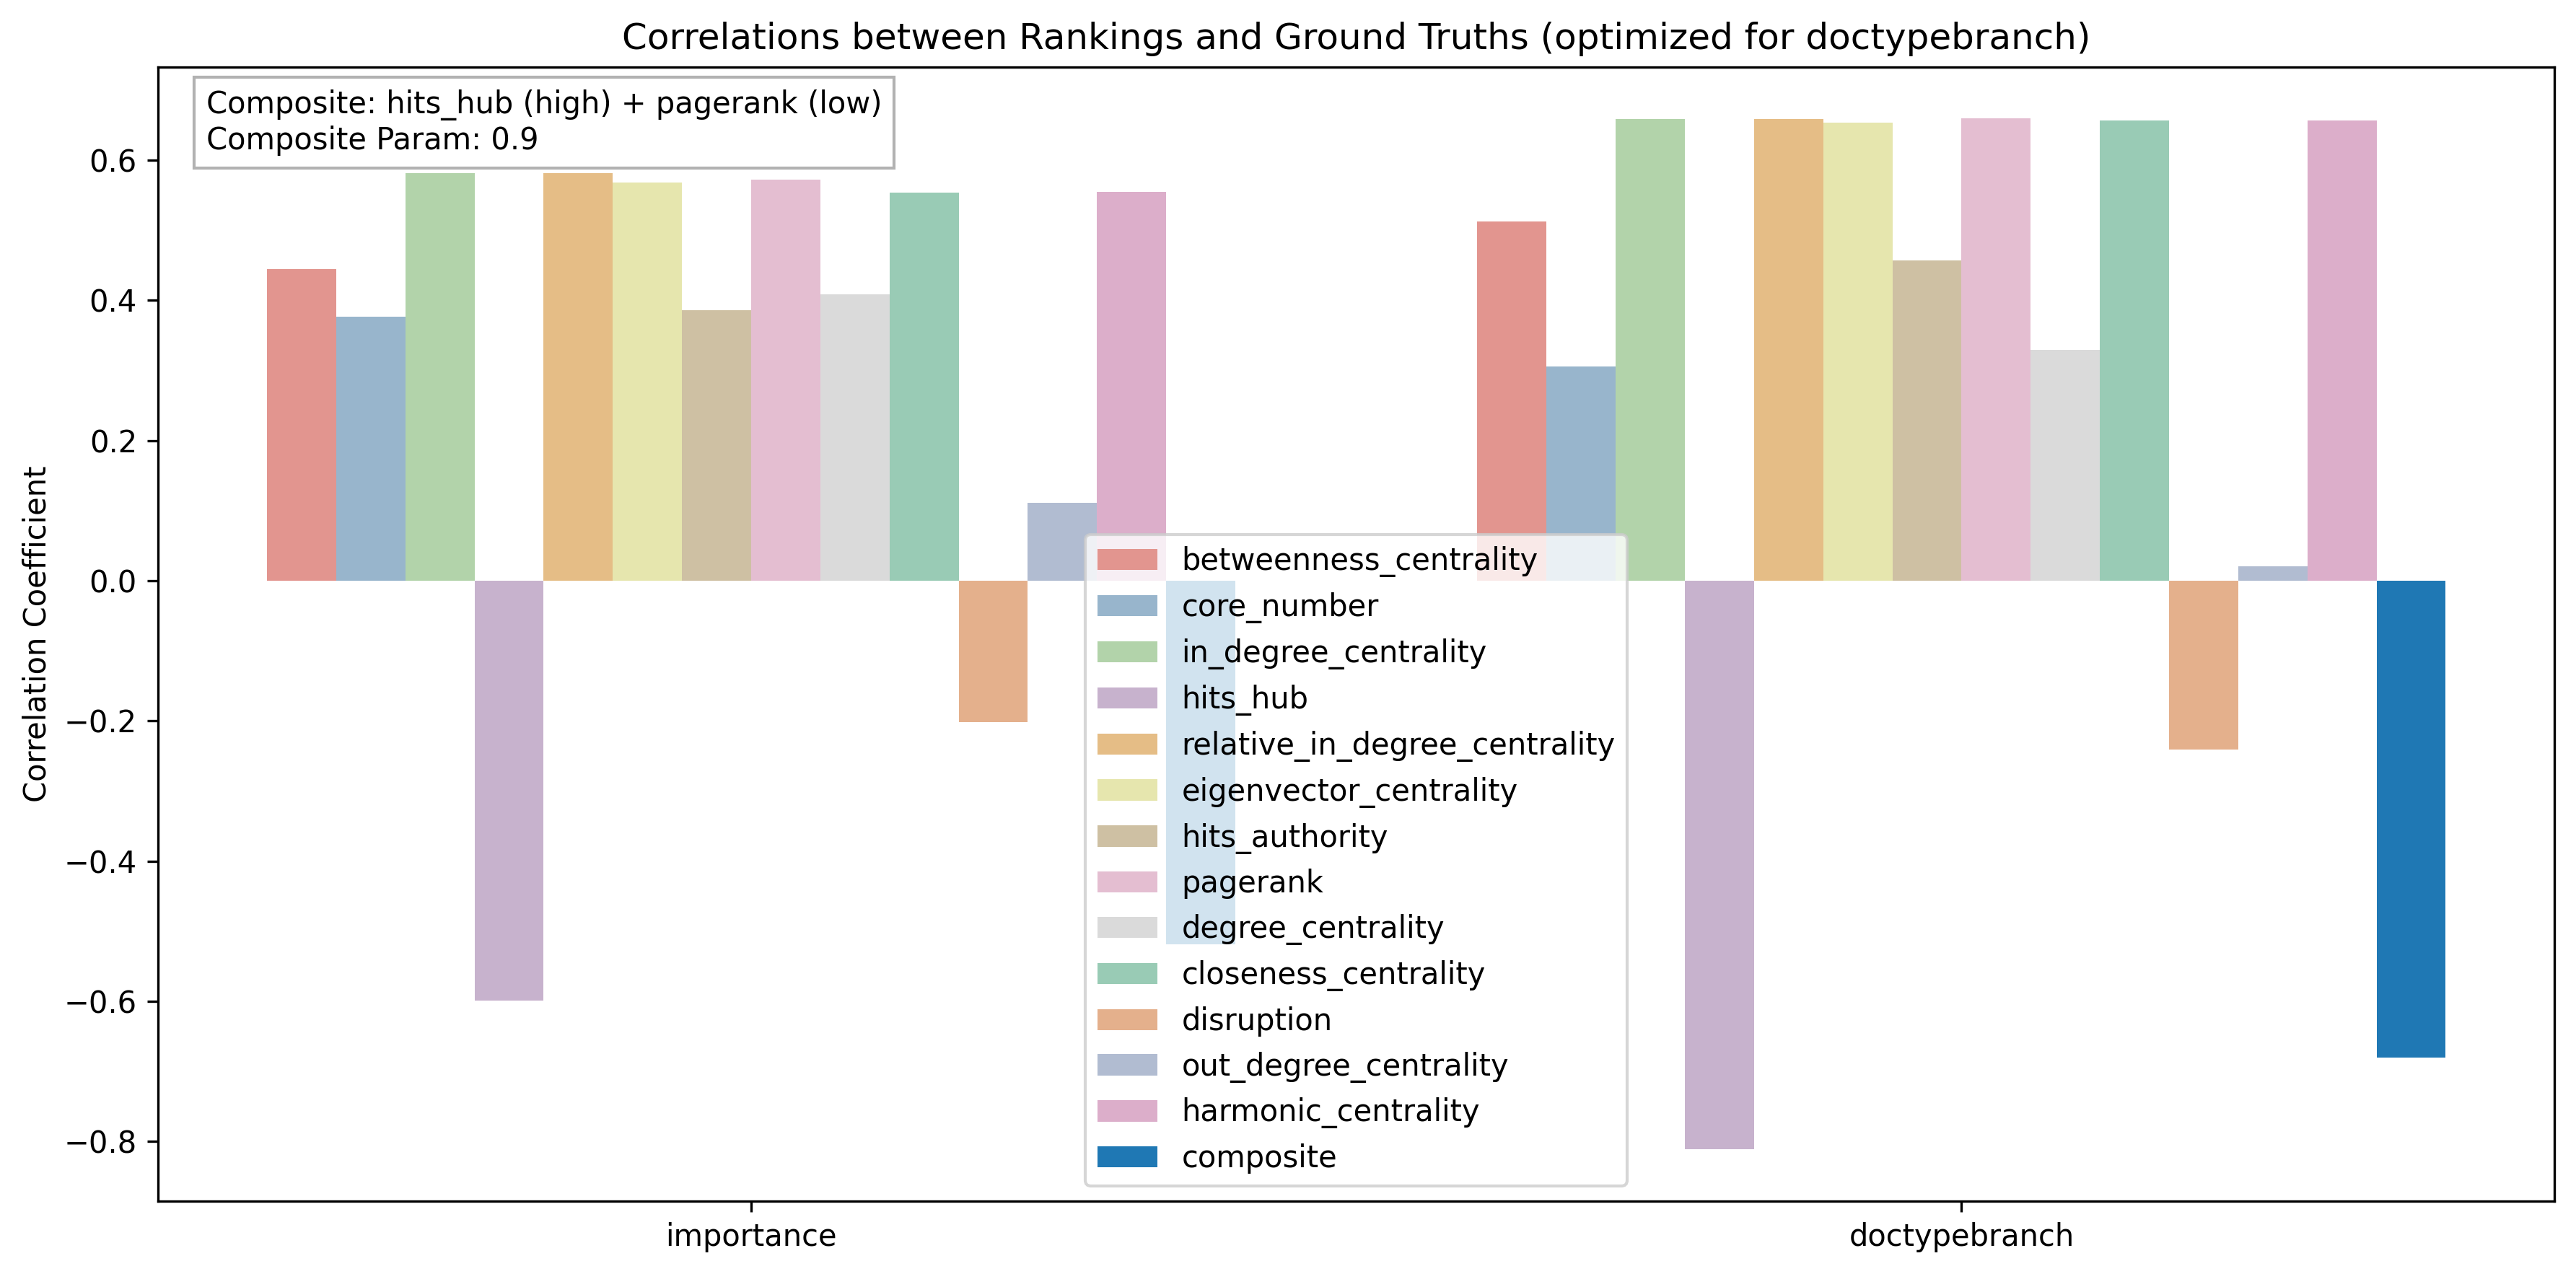 Correlations between Rankings and Ground Truths (optimized for doctypebranch)
Composite: hits_hub (high) + pagerank (low)
Composite Param: 0.9
Correlation Coefficient
0.6
0.4
0.2
0.0
−0.2
−0.4
−0.6
−0.8
betweenness_centrality
core_number
in_degree_centrality
hits_hub
relative_in_degree_centrality
eigenvector_centrality
hits_authority
pagerank
degree_centrality
closeness_centrality
disruption
out_degree_centrality
harmonic_centrality
composite
importance
doctypebranch